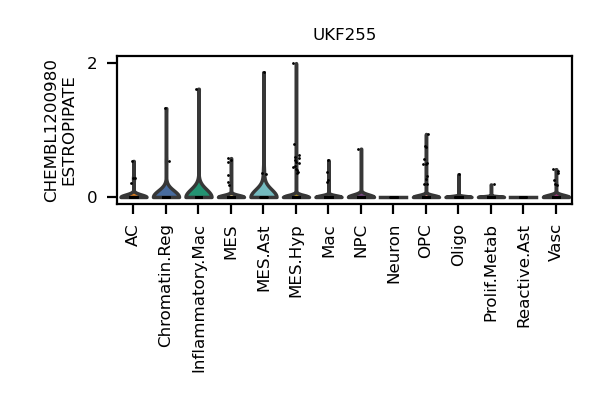 UKF255
CHEMBL1200980
ESTROPIPATE
2
0
AC
Chromatin.Reg
Inflammatory.Mac
MES
MES.Ast
MES.Hyp
Mac
NPC
Neuron
OPC
Oligo
Prolif.Metab
Reactive.Ast
Vasc